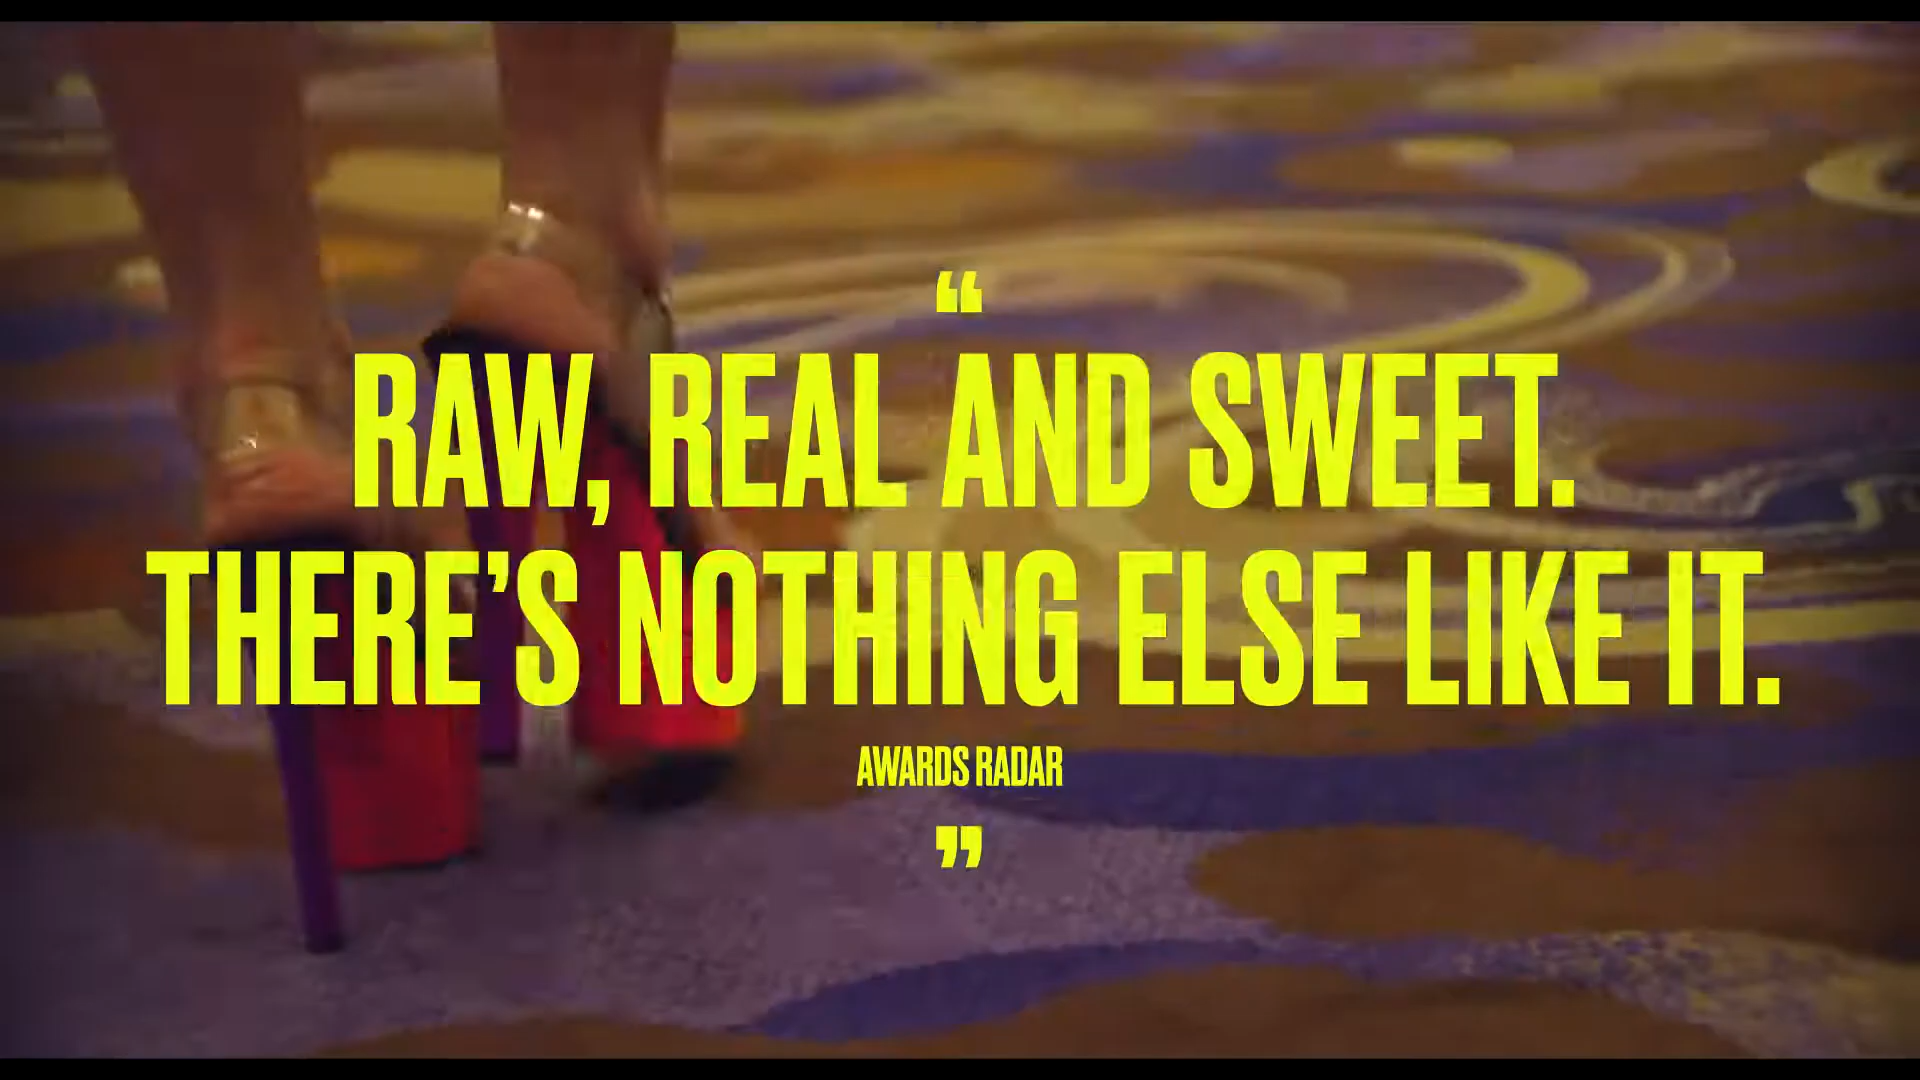 “
RAW, REAL AND SWEET.
THERE’S NOTHING ELSE LIKE IT.
AWARDS RADAR
”